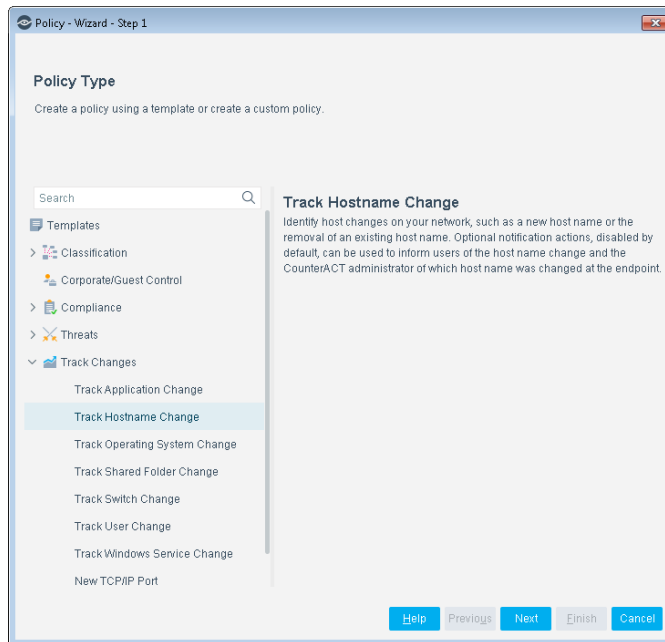 Policy - Wizard - Step 1
Policy Type
Create a policy using a template or create a custom policy.
Search
Templates
Classification
Corporate/Guest Control
Compliance
Threats
Track Changes
Track Application Change
Track Hostname Change
Track Operating System Change
Track Shared Folder Change
Track Switch Change
Track User Change
Track Windows Service Change
New TCP/IP Port
Track Hostname Change
Identify host changes on your network, such as a new host name or the
removal of an existing host name. Optional notification actions, disabled by
default, can be used to inform users of the host name change and the
CounterACT administrator of which host name was changed at the endpoint.
Help Previous Next Finish Cancel